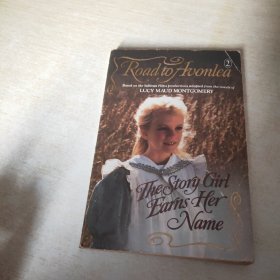 Road to Avonlea
2
Based on the Sullivan Films production adapted from the novels of
LUCY MAUD MONTGOMERY
The Story Girl
Earns Her
Name